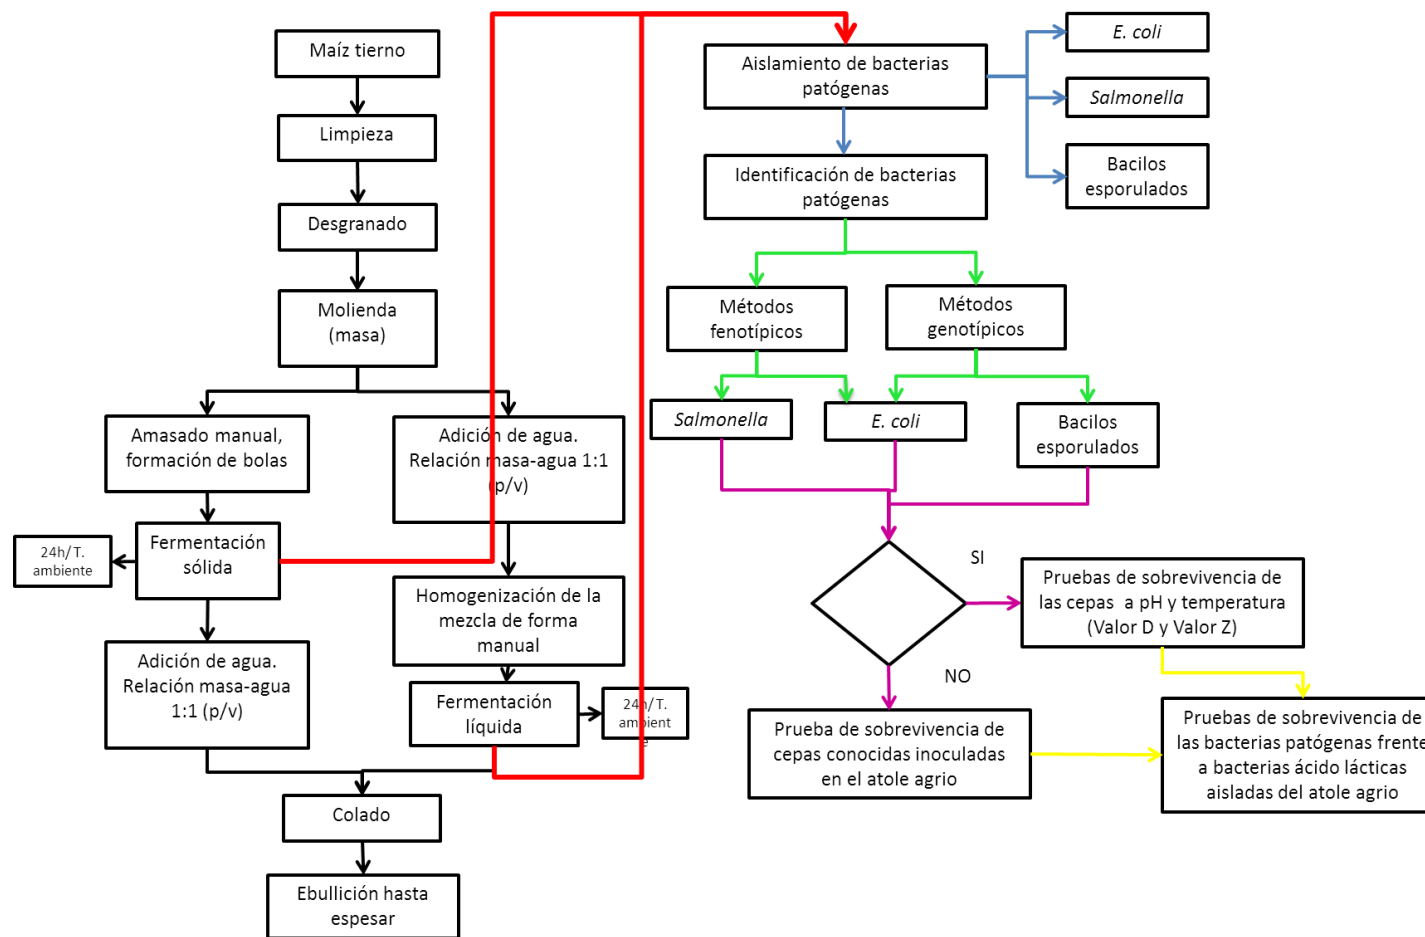 Maíz tierno
Limpieza
Desgranado
Molienda
(masa)
Amasado manual,
formación de bolas
Fermentación
sólida
24h/ T.
ambiente
Adición de agua.
Relación masa-agua
1:1 (p/v)
Adición de agua.
Relación masa-agua 1:1
(p/v)
Homogenización de la
mezcla de forma
manual
Fermentación
líquida
24h/ T.
ambient
e
Colado
Ebullición hasta
espesar
Aislamiento de bacterias
patógenas
E. coli
Salmonella
Bacilos
esporulados
Identificación de bacterias
patógenas
Métodos
fenotípicos
Métodos
genotípicos
Salmonella
E. coli
Bacilos
esporulados
SI
NO
Pruebas de sobrevivencia de
las cepas a pH y temperatura
(Valor D y Valor Z)
Prueba de sobrevivencia de
cepas conocidas inoculadas
en el atole agrio
Pruebas de sobrevivencia de
las bacterias patógenas frente
a bacterias ácido lácticas
aisladas del atole agrio